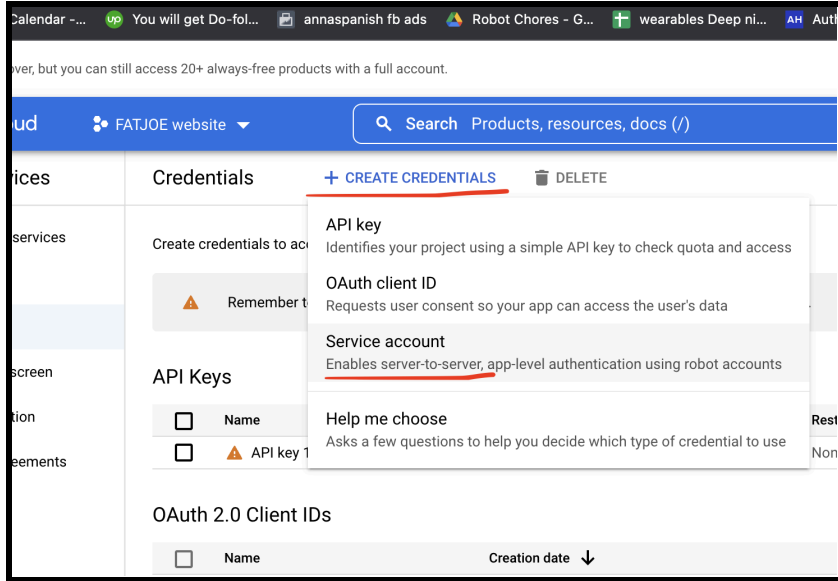 Calendar -... You will get Do-fol... annaspanish fb ads Robot Chores - G... wearables Deep ni... AH Auth
over, but you can still access 20+ always-free products with a full account.
oud FATJOE website Search Products, resources, docs (/)
vices Credentials + CREATE CREDENTIALS DELETE
services
Create credentials to acc
Remember t
screen
tion
eements
API key
Identifies your project using a simple API key to check quota and access
OAuth client ID
Requests user consent so your app can access the user's data
Service account
Enables server-to-server, app-level authentication using robot accounts
Help me choose
Asks a few questions to help you decide which type of credential to use
API Keys
Name Rest
API key 1 Non
OAuth 2.0 Client IDs
Name Creation date